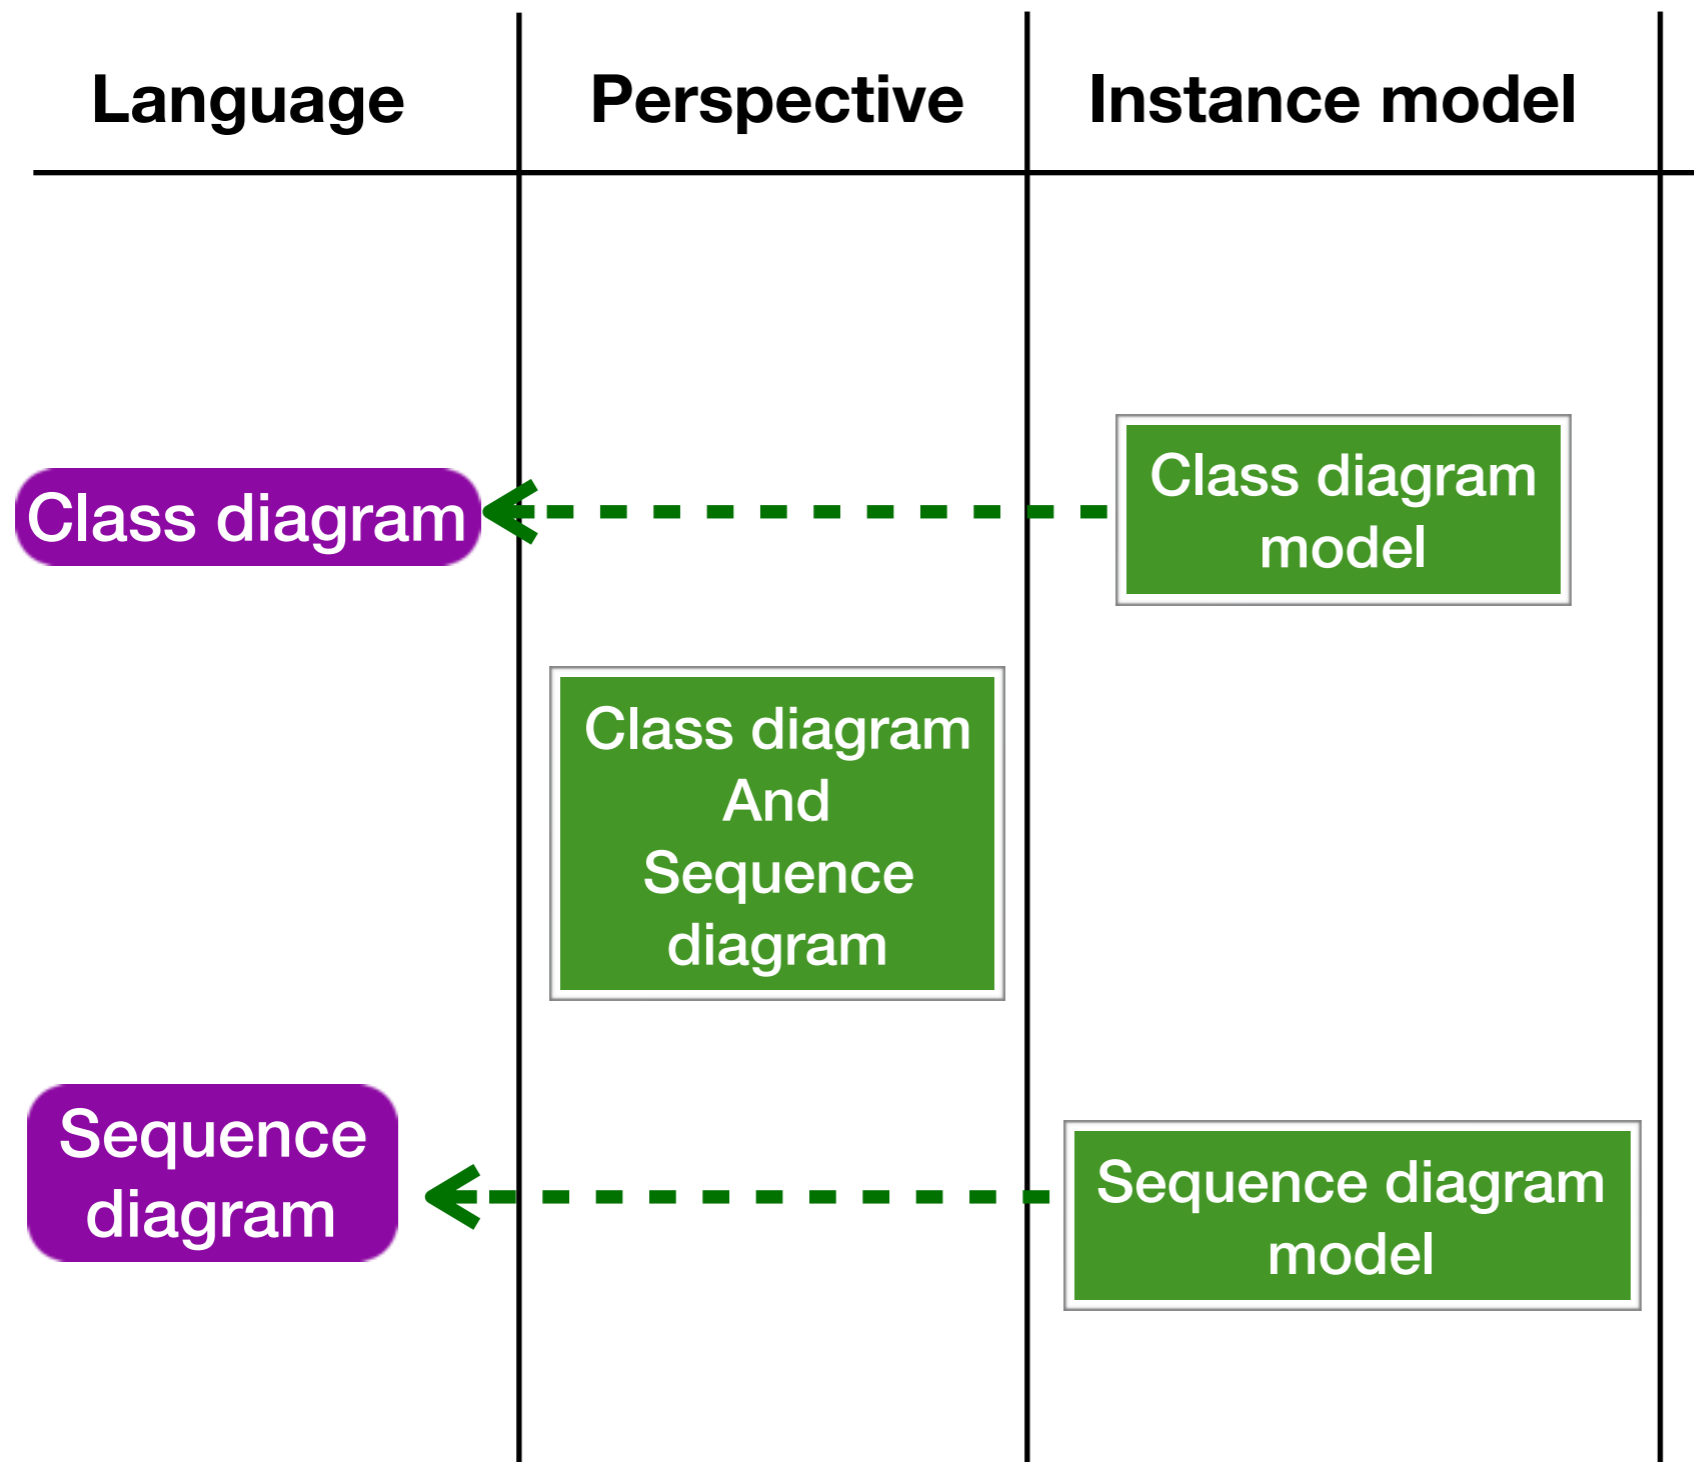 Language
Perspective
Instance model
Class diagram
Class diagram
model
Class diagram
And
Sequence
diagram
Sequence
diagram
Sequence diagram
model